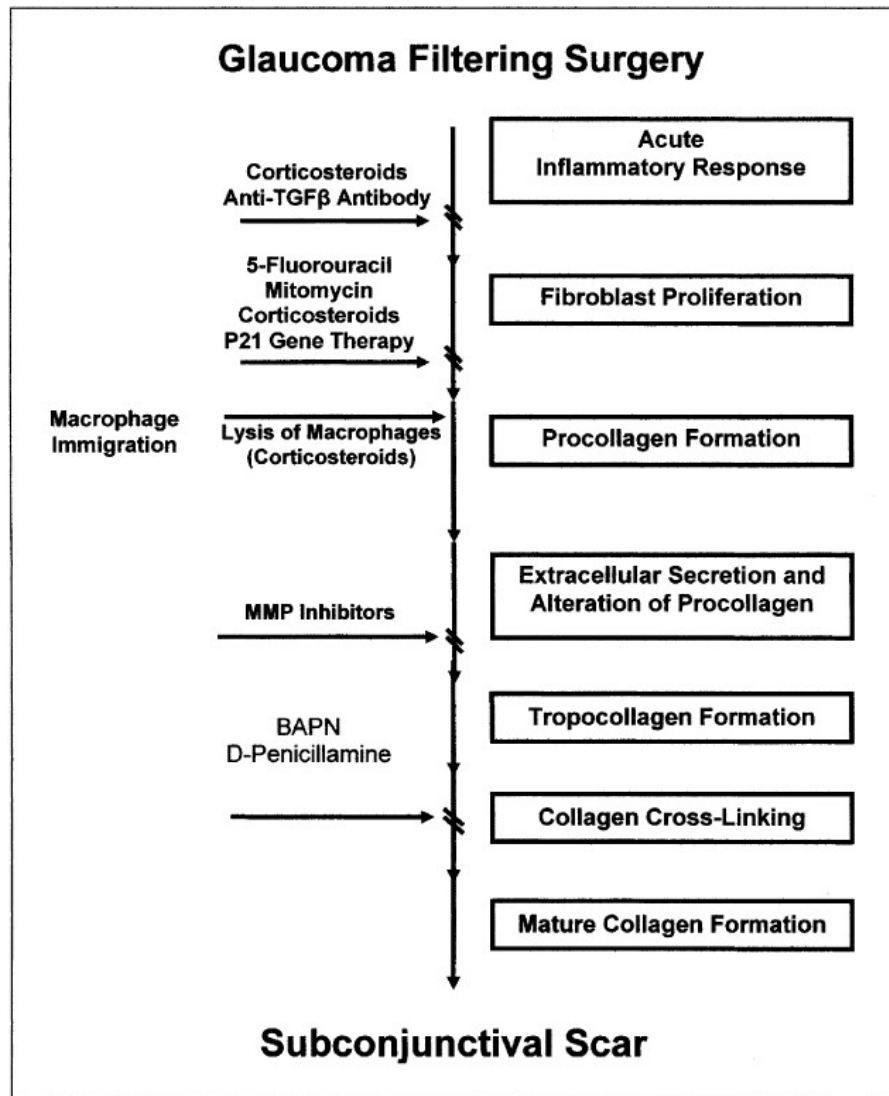 Glaucoma Filtering Surgery
Acute
Inflammatory Response
Corticosteroids
Anti-TGFβ Antibody
5-Fluorouracil
Mitomycin
Corticosteroids
P21 Gene Therapy
Fibroblast Proliferation
Macrophage
Immigration
Lysis of Macrophages
(Corticosteroids)
Procollagen Formation
Extracellular Secretion and
Alteration of Procollagen
MMP Inhibitors
Tropocollagen Formation
BAPN
D-Penicillamine
Collagen Cross-Linking
Mature Collagen Formation
Subconjunctival Scar